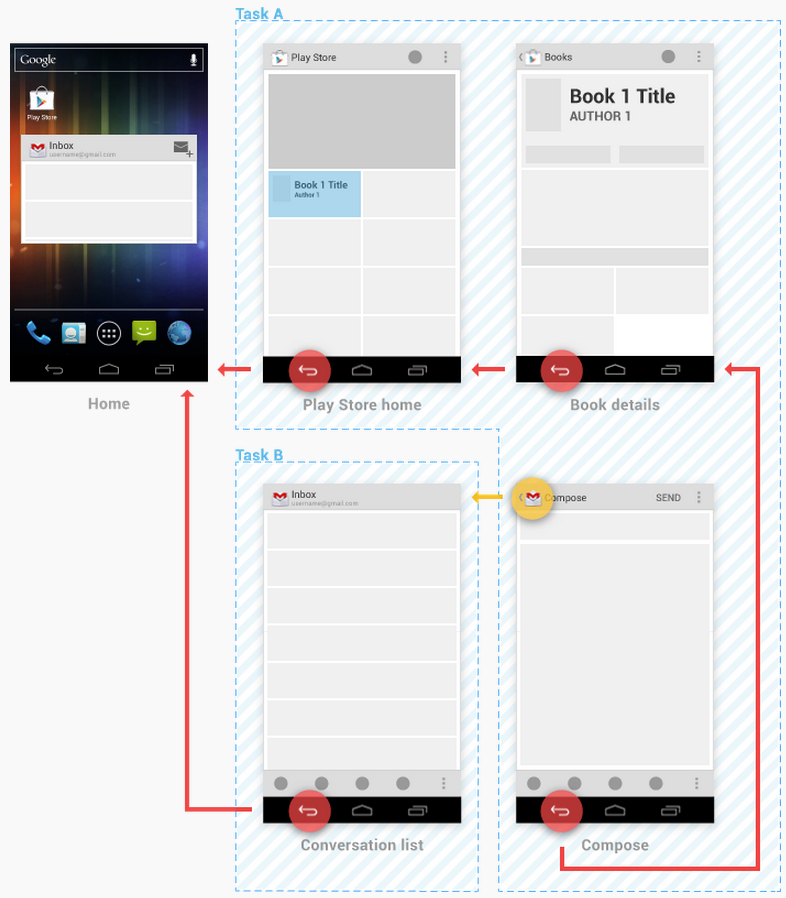 Task A
Google
Play Store
Inbox
username@gmail.com
Home
Play Store
Book 1 Title
Author 1
Play Store home
Books
Book 1 Title
AUTHOR 1
Book details
Task B
Inbox
username@gmail.com
Conversation list
Compose
SEND
Compose